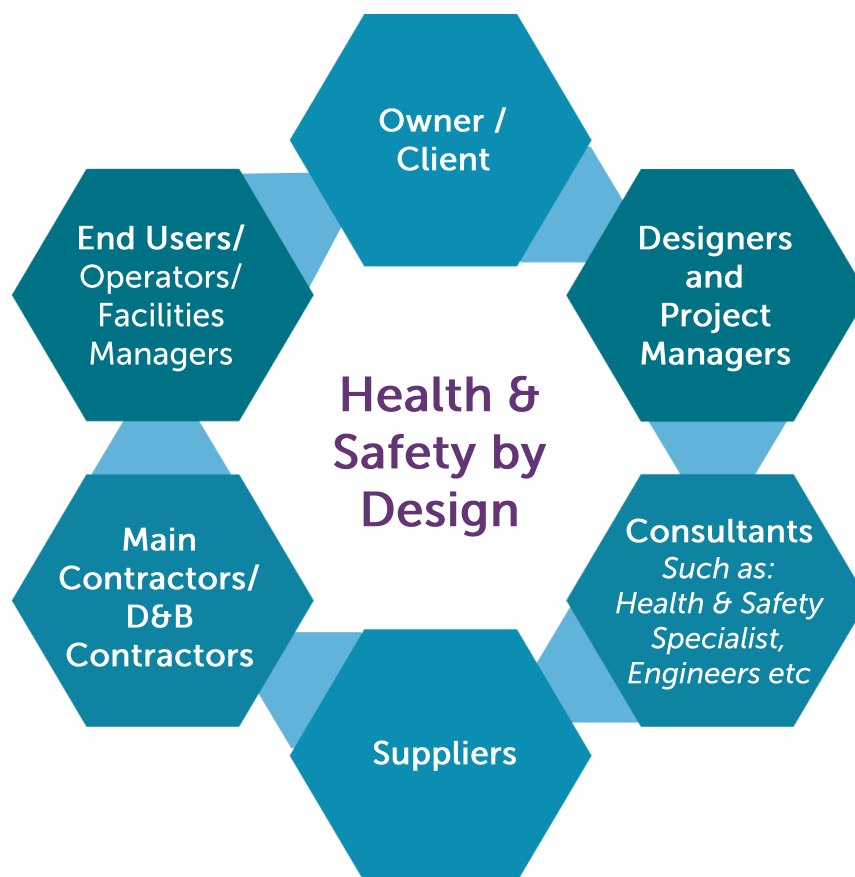 Owner /
Client
Designers
and
Project
Managers
Consultants
Such as:
Health & Safety
Specialist,
Engineers etc
Suppliers
Main
Contractors/
D&B
Contractors
End Users/
Operators/
Facilities
Managers
Health &
Safety by
Design